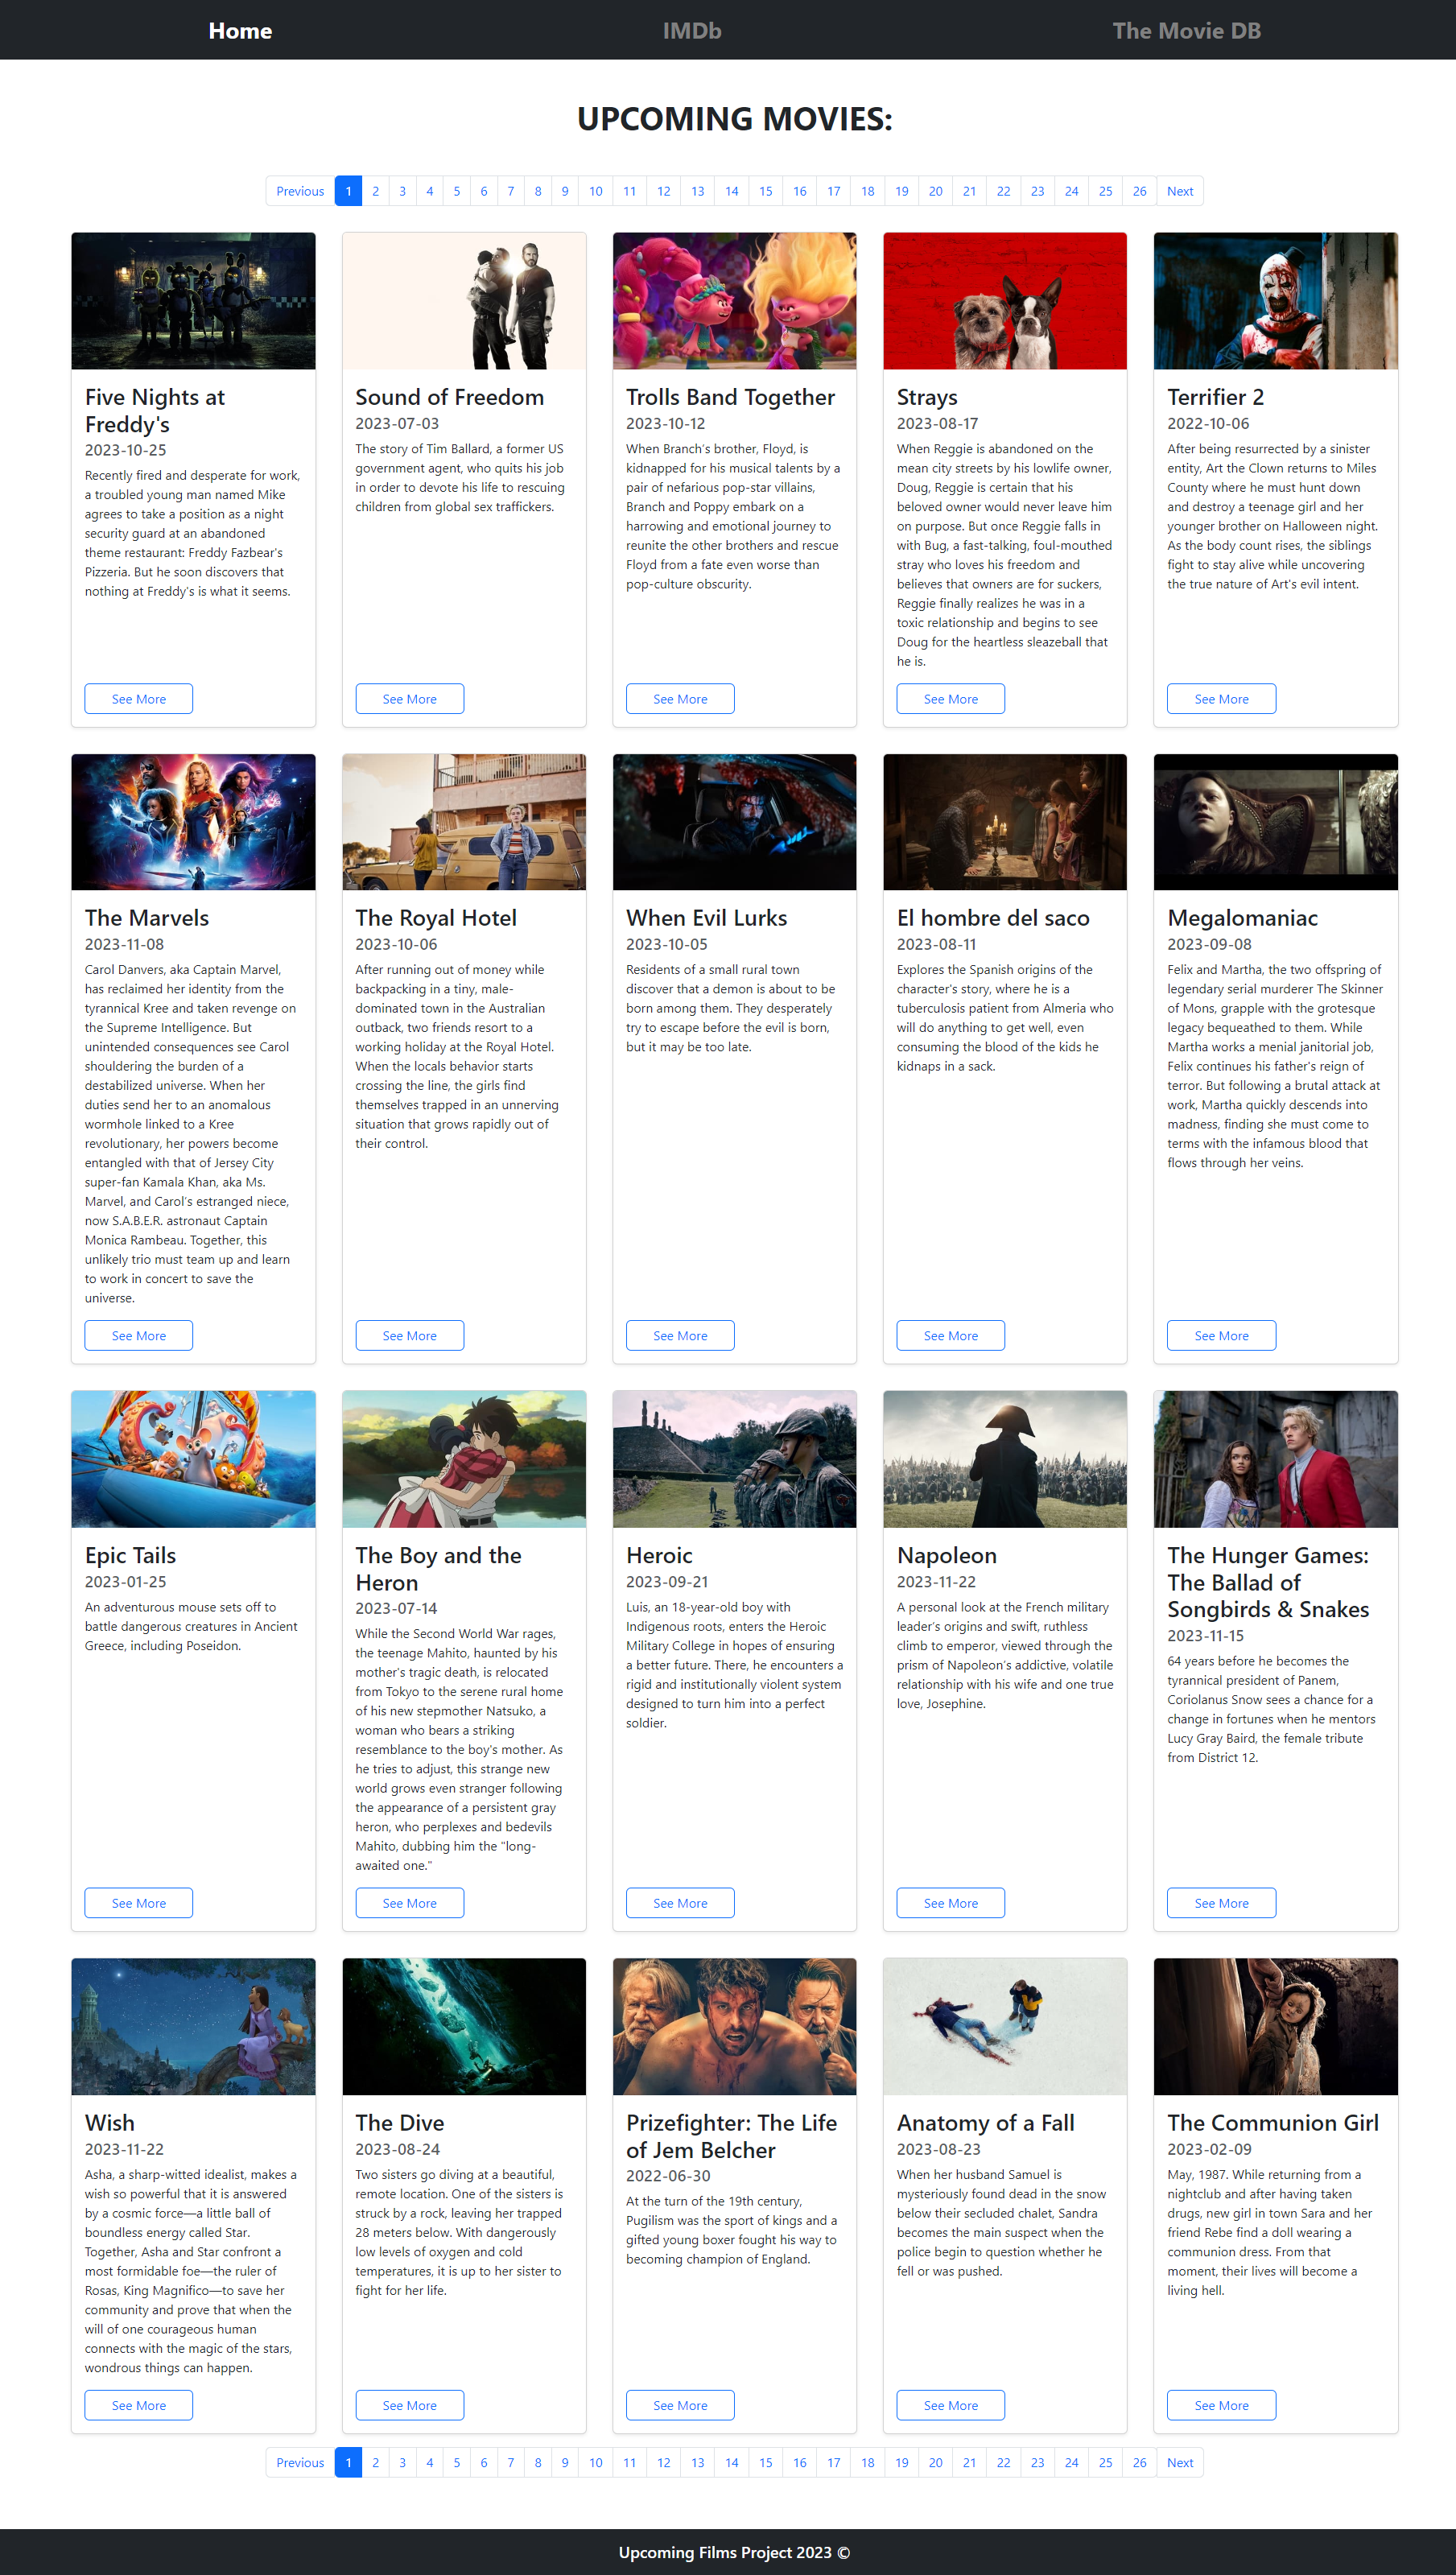 Home
IMDb
The Movie DB
UPCOMING MOVIES:
Previous 1 2 3 4 5 6 7 8 9 10 11 12 13 14 15 16 17 18 19 20 21 22 23 24 25 26 Next
Five Nights at
Freddy's
2023-10-25
Recently fired and desperate for work,
a troubled young man named Mike
agrees to take a position as a night
security guard at an abandoned
theme restaurant: Freddy Fazbear's
Pizzeria. But he soon discovers that
nothing at Freddy's is what it seems.
See More
Sound of Freedom
2023-07-03
The story of Tim Ballard, a former US
government agent, who quits his job
in order to devote his life to rescuing
children from global sex traffickers.
See More
Trolls Band Together
2023-10-12
When Branch's brother, Floyd, is
kidnapped for his musical talents by a
pair of nefarious pop-star villains,
Branch and Poppy embark on a
harrowing and emotional journey to
reunite the other brothers and rescue
Floyd from a fate even worse than
pop-culture obscurity.
See More
Strays
2023-08-17
When Reggie is abandoned on the
mean city streets by his lowlife owner,
Doug, Reggie is certain that his
beloved owner would never leave him
on purpose. But once Reggie falls in
with Bug, a fast-talking, foul-mouthed
stray who loves his freedom and
believes that owners are for suckers,
Reggie finally realizes he was in a
toxic relationship and begins to see
Doug for the heartless sleazeball that
he is.
See More
Terrifier 2
2022-10-06
After being resurrected by a sinister
entity, Art the Clown returns to Miles
County where he must hunt down
and destroy a teenage girl and her
younger brother on Halloween night.
As the body count rises, the siblings
fight to stay alive while uncovering
the true nature of Art's evil intent.
See More
The Marvels
2023-11-08
Carol Danvers, aka Captain Marvel,
has reclaimed her identity from the
tyrannical Kree and taken revenge on
the Supreme Intelligence. But
unintended consequences see Carol
shouldering the burden of a
destabilized universe. When her
duties send her to an anomalous
wormhole linked to a Kree
revolutionary, her powers become
entangled with that of Jersey City
super-fan Kamala Khan, aka Ms.
Marvel, and Carol's estranged niece,
now S.A.B.E.R. astronaut Captain
Monica Rambeau. Together, this
unlikely trio must team up and learn
to work in concert to save the
universe.
See More
The Royal Hotel
2023-10-06
After running out of money while
backpacking in a tiny, male-
dominated town in the Australian
outback, two friends resort to a
working holiday at the Royal Hotel.
When the locals behavior starts
crossing the line, the girls find
themselves trapped in an unnerving
situation that grows rapidly out of
their control.
See More
When Evil Lurks
2023-10-05
Residents of a small rural town
discover that a demon is about to be
born among them. They desperately
try to escape before the evil is born,
but it may be too late.
See More
El hombre del saco
2023-08-11
Explores the Spanish origins of the
character's story, where he is a
tuberculosis patient from Almeria who
will do anything to get well, even
consuming the blood of the kids he
kidnaps in a sack.
See More
Megalomaniac
2023-09-08
Felix and Martha, the two offspring of
legendary serial murderer The Skinner
of Mons, grapple with the grotesque
legacy bequeathed to them. While
Martha works a menial janitorial job,
Felix continues his father's reign of
terror. But following a brutal attack at
work, Martha quickly descends into
madness, finding she must come to
terms with the infamous blood that
flows through her veins.
See More
Epic Tails
2023-01-25
An adventurous mouse sets off to
battle dangerous creatures in Ancient
Greece, including Poseidon.
See More
The Boy and the
Heron
2023-07-14
While the Second World War rages,
the teenage Mahito, haunted by his
mother's tragic death, is relocated
from Tokyo to the serene rural home
of his new stepmother Natsuko, a
woman who bears a striking
resemblance to the boy's mother. As
he tries to adjust, this strange new
world grows even stranger following
the appearance of a persistent gray
heron, who perplexes and bedevils
Mahito, dubbing him the "long-
awaited one."
See More
Heroic
2023-09-21
Luis, an 18-year-old boy with
Indigenous roots, enters the Heroic
Military College in hopes of ensuring
a better future. There, he encounters a
rigid and institutionally violent system
designed to turn him into a perfect
soldier.
See More
Napoleon
2023-11-22
A personal look at the French military
leader's origins and swift, ruthless
climb to emperor, viewed through the
prism of Napoleon's addictive, volatile
relationship with his wife and one true
love, Josephine.
See More
The Hunger Games:
The Ballad of
Songbirds & Snakes
2023-11-15
64 years before he becomes the
tyrannical president of Panem,
Coriolanus Snow sees a chance for a
change in fortunes when he mentors
Lucy Gray Baird, the female tribute
from District 12.
See More
Wish
2023-11-22
Asha, a sharp-witted idealist, makes a
wish so powerful that it is answered
by a cosmic force—a little ball of
boundless energy called Star.
Together, Asha and Star confront a
most formidable foe—the ruler of
Rosas, King Magnifico—to save her
community and prove that when the
will of one courageous human
connects with the magic of the stars,
wondrous things can happen.
See More
The Dive
2023-08-24
Two sisters go diving at a beautiful,
remote location. One of the sisters is
struck by a rock, leaving her trapped
28 meters below. With dangerously
low levels of oxygen and cold
temperatures, it is up to her sister to
fight for her life.
See More
Prizefighter: The Life
of Jem Belcher
2022-06-30
At the turn of the 19th century,
Pugilism was the sport of kings and a
gifted young boxer fought his way to
becoming champion of England.
See More
Anatomy of a Fall
2023-08-23
When her husband Samuel is
mysteriously found dead in the snow
below their secluded chalet, Sandra
becomes the main suspect when the
police begin to question whether he
fell or was pushed.
See More
The Communion Girl
2023-02-09
May, 1987. While returning from a
nightclub and after having taken
drugs, new girl in town Sara and her
friend Rebe find a doll wearing a
communion dress. From that
moment, their lives will become a
living hell.
See More
Previous 1 2 3 4 5 6 7 8 9 10 11 12 13 14 15 16 17 18 19 20 21 22 23 24 25 26 Next
Upcoming Films Project 2023 ©